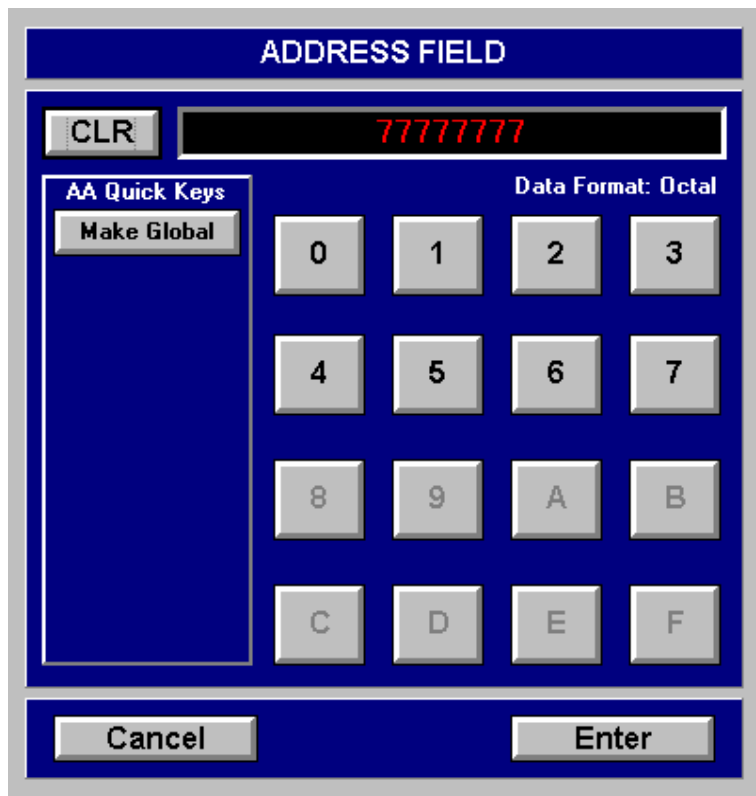 ADDRESS FIELD
CLR 77777777
AA Quick Keys Data Format: Octal
Make Global
0 1 2 3
4 5 6 7
8 9 A B
C D E F
Cancel Enter